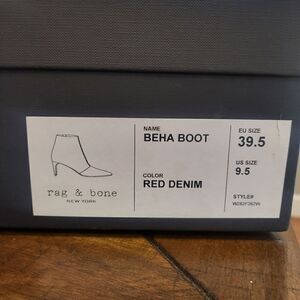 rag & bone
NEW YORK
NAME
BEHA BOOT
COLOR
RED DENIM
EU SIZE
39.5
US SIZE
9.5
STYLE#